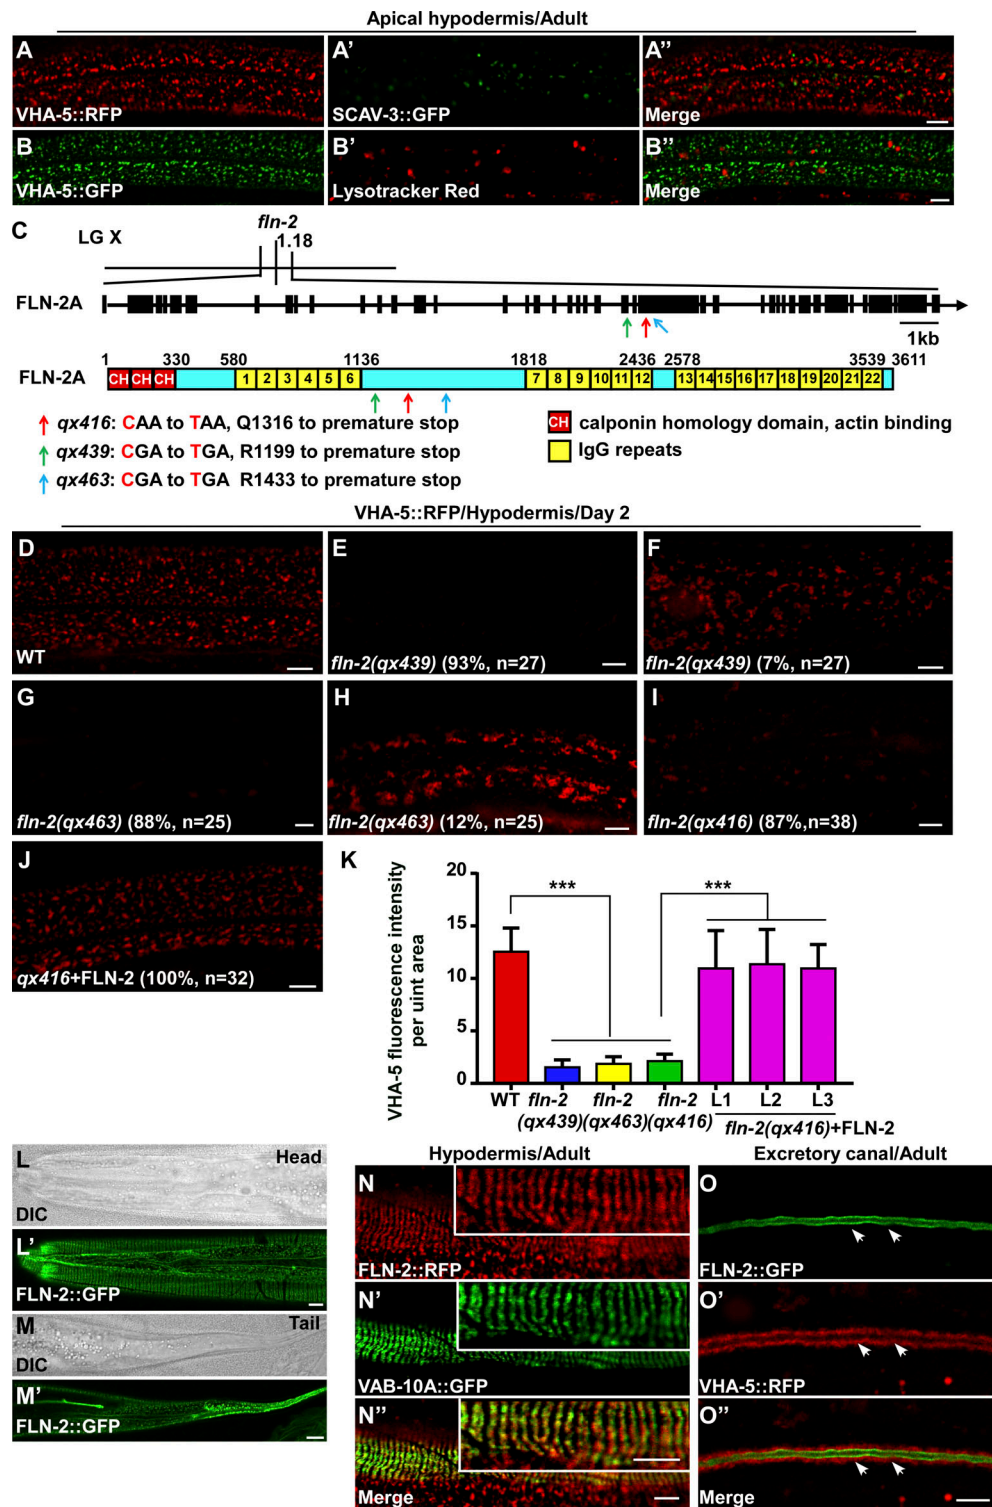 Apical hypodermis/Adult
A
VHA-5::RFP
A'
SCAV-3::GFP
A''
Merge
B
VHA-5::GFP
B'
Lysotracker Red
B''
Merge
C
LG X
fln-2
1.18
FLN-2A
1kb
1 330 580 1136 1818 2436 2578 3539 3611
FLN-2A
CH CH CH 1 2 3 4 5 6 7 8 9 10 11 12 13 14 15 16 17 18 19 20 21 22
qx416: CAA to TAA, Q1316 to premature stop
qx439: CGA to TGA, R1199 to premature stop
qx463: CGA to TGA R1433 to premature stop
CH calponin homology domain, actin binding
IgG repeats
VHA-5::RFP/Hypodermis/Day 2
D
WT
E
fln-2(qx439) (93%, n=27)
F
fln-2(qx439) (7%, n=27)
G
fln-2(qx463) (88%, n=25)
H
fln-2(qx463) (12%, n=25)
I
fln-2(qx416) (87%,n=38)
J
qx416+FLN-2 (100%, n=32)
K
VHA-5 fluorescence intensity
per uint area
20
15
10
5
0
***
***
WT fln-2 fln-2 fln-2 L1 L2 L3
(qx439)(qx463)(qx416)
fln-2(qx416)+FLN-2
L
Head
DIC
L'
FLN-2::GFP
M
Tail
DIC
M'
FLN-2::GFP
Hypodermis/Adult
N
FLN-2::RFP
N'
VAB-10A::GFP
N''
Merge
Excretory canal/Adult
O
FLN-2::GFP
O'
VHA-5::RFP
O''
Merge